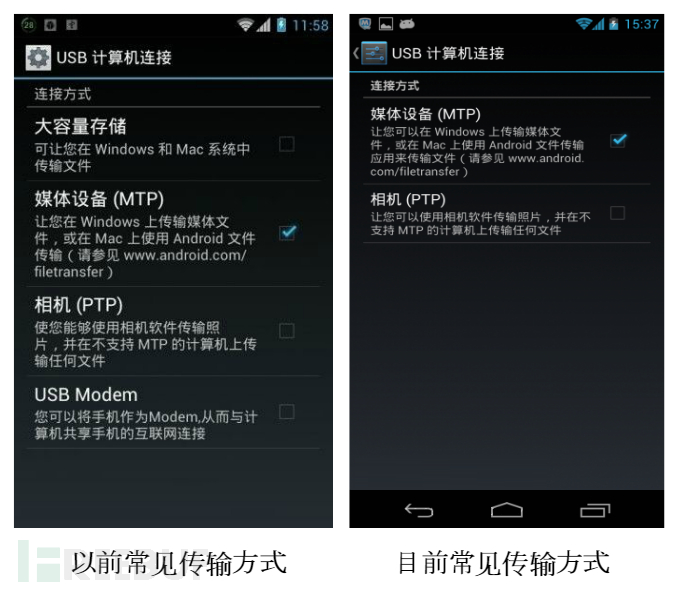 28
11:58
USB 计算机连接
连接方式
大容量存储
可让您在 Windows 和 Mac 系统中
传输文件
媒体设备 (MTP)
让您在 Windows 上传输媒体文
件，或在 Mac 上使用 Android 文件
传输（请参见 www.android.com/
filetransfer）
相机 (PTP)
使您能够使用相机软件传输照
片，并在不支持 MTP 的计算机上传
输任何文件
USB Modem
您可以将手机作为Modem,从而与计
算机共享手机的互联网连接
以前常见传输方式
15:37
USB 计算机连接
连接方式
媒体设备 (MTP)
让您可以在 Windows 上传输媒体文
件，或在 Mac 上使用 Android 文件传输
应用来传输文件（请参见 www.android.
com/filetransfer）
相机 (PTP)
让您可以使用相机软件传输照片，并在不
支持 MTP 的计算机上传输任何文件
目前常见传输方式